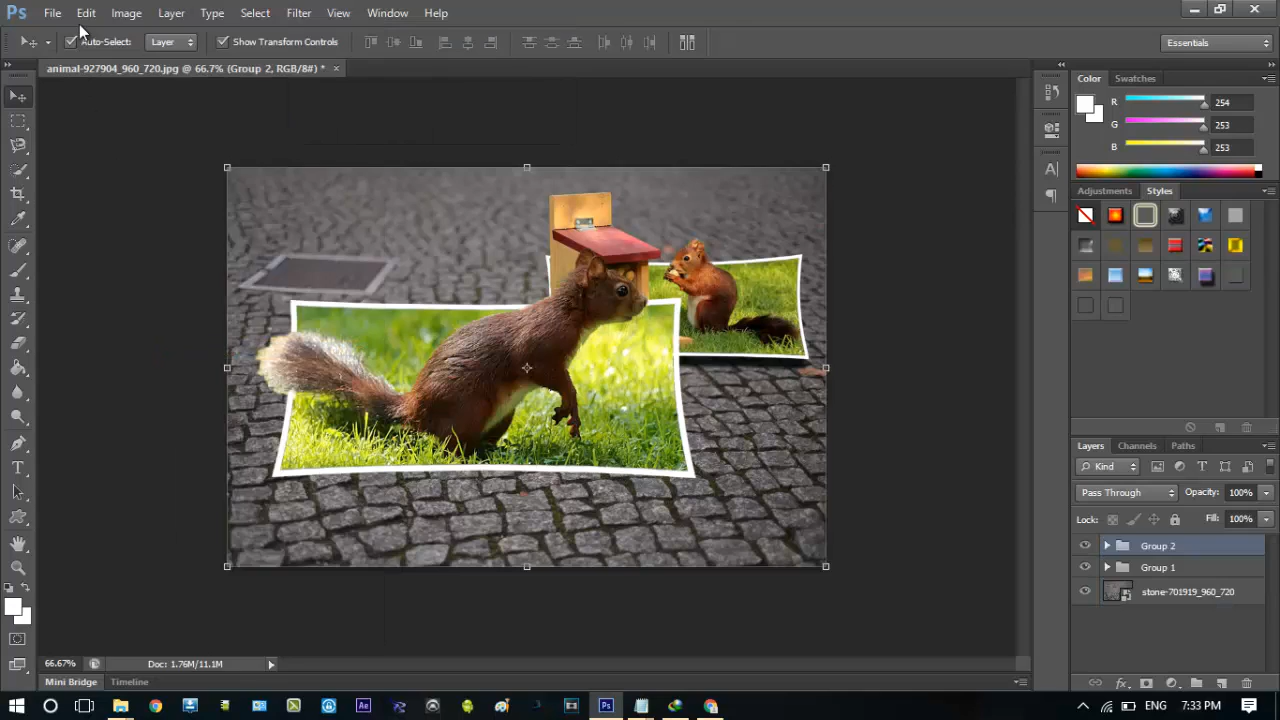 Ps File Edit Image Layer Type Select Filter View Window Help
Auto-Select: Layer Show Transform Controls Essentials
animal-927904_960_720.jpg @ 66.7% (Group 2, RGB/8#) * ×
Color Swatches
R 254
G 253
B 253
Adjustments Styles
Layers Channels Paths
Kind
Pass Through Opacity: 100%
Lock: Fill: 100%
Group 2
Group 1
stone-701919_960_720
66.67% Doc: 1.76M/11.1M
Mini Bridge Timeline
Ae Ps ENG 7:33 PM